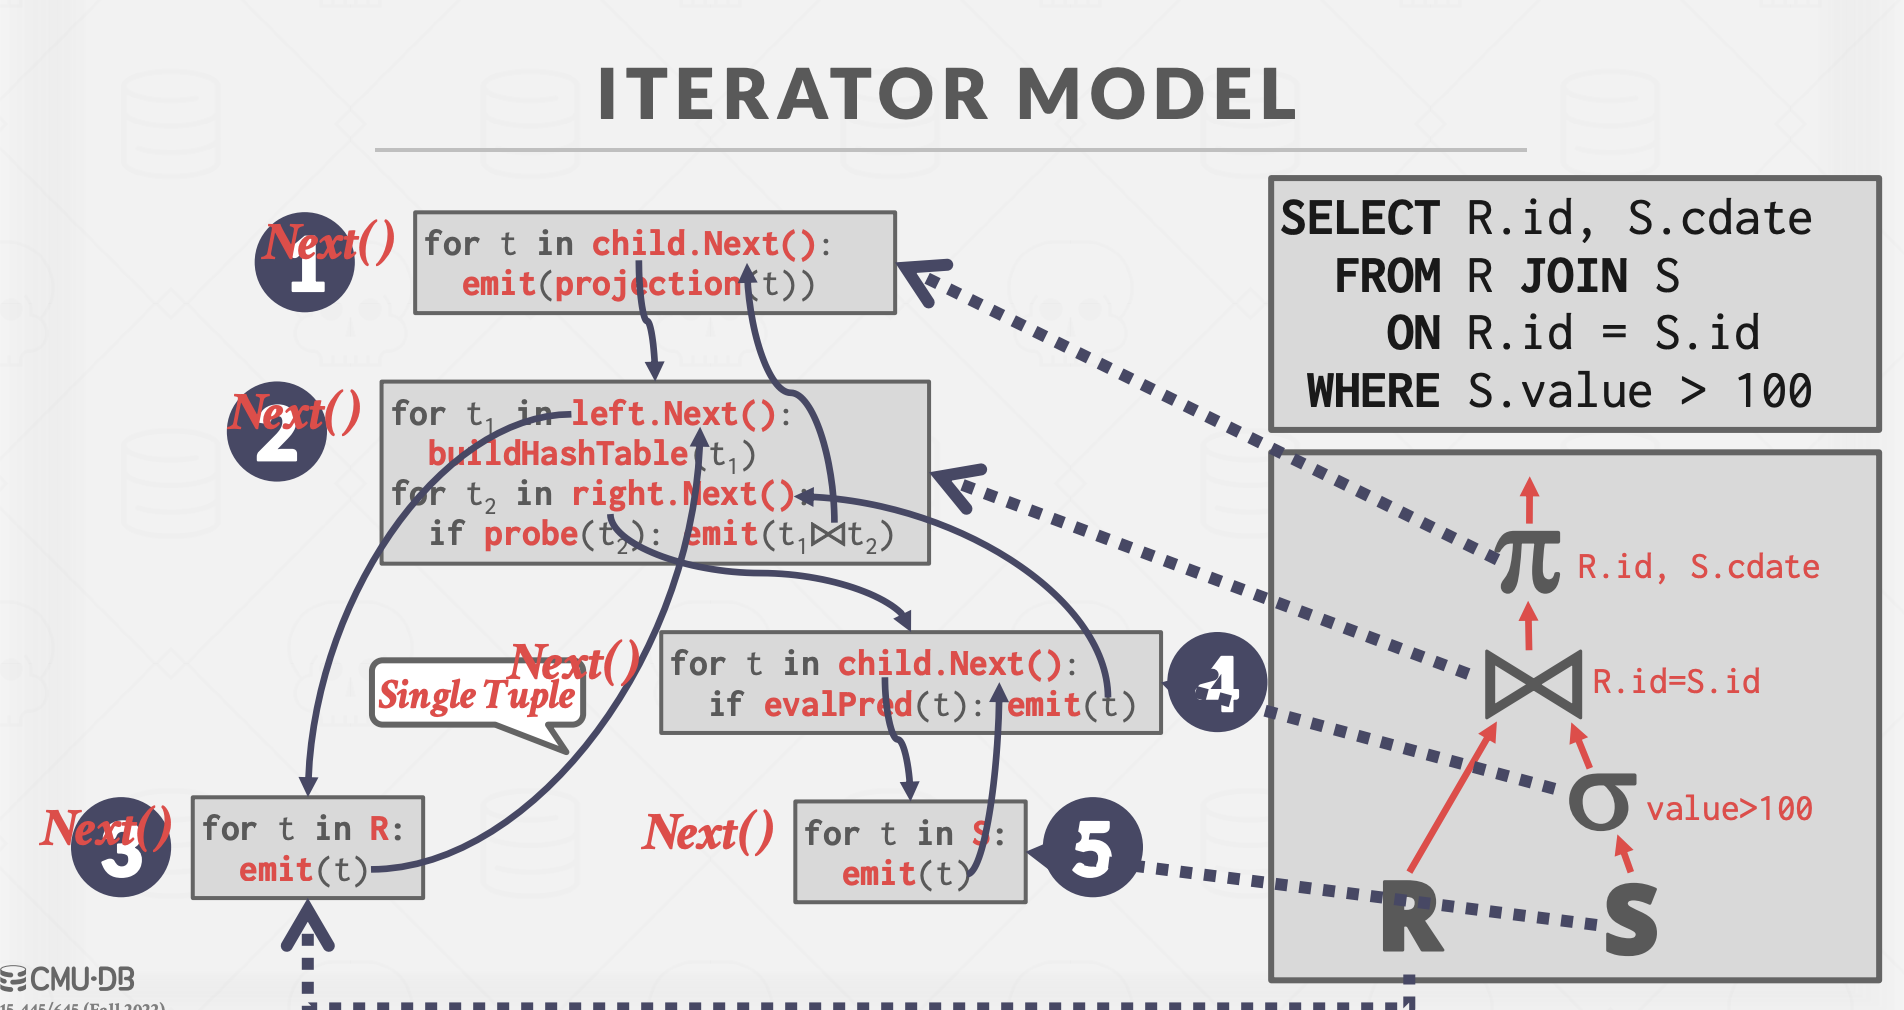 ITERATOR MODEL
Next()
1
for t in child.Next():
emit(projection(t))
SELECT R.id, S.cdate
FROM R JOIN S
ON R.id = S.id
WHERE S.value > 100
Next()
2
for t₁ in left.Next():
buildHashTable(t₁)
for t₂ in right.Next():
if probe(t₂): emit(t₁⋈t₂)
π R.id, S.cdate
⋈ R.id=S.id
σ value>100
R S
Next()
Single Tuple
for t in child.Next():
if evalPred(t): emit(t)
4
Next()
3
for t in R:
emit(t)
Next()
for t in S:
emit(t)
5
CMU·DB
15-445/645 (Fall 2022)